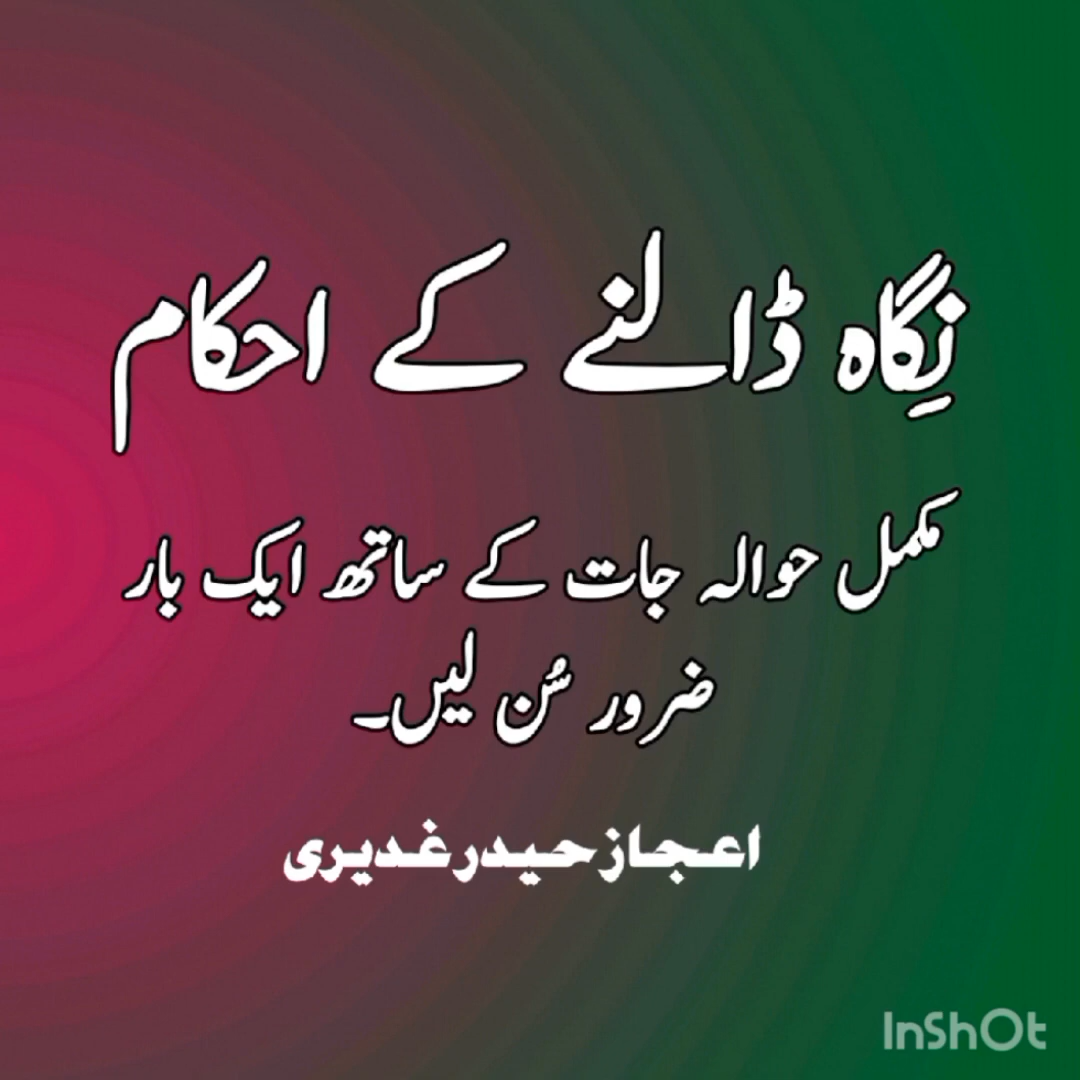 نِگاہ ڈالنے کے احکام
مکمل حوالہ جات کے ساتھ ایک بار
ضرور سُن لیں۔
اعجاز حیدر غدیری
InShOt